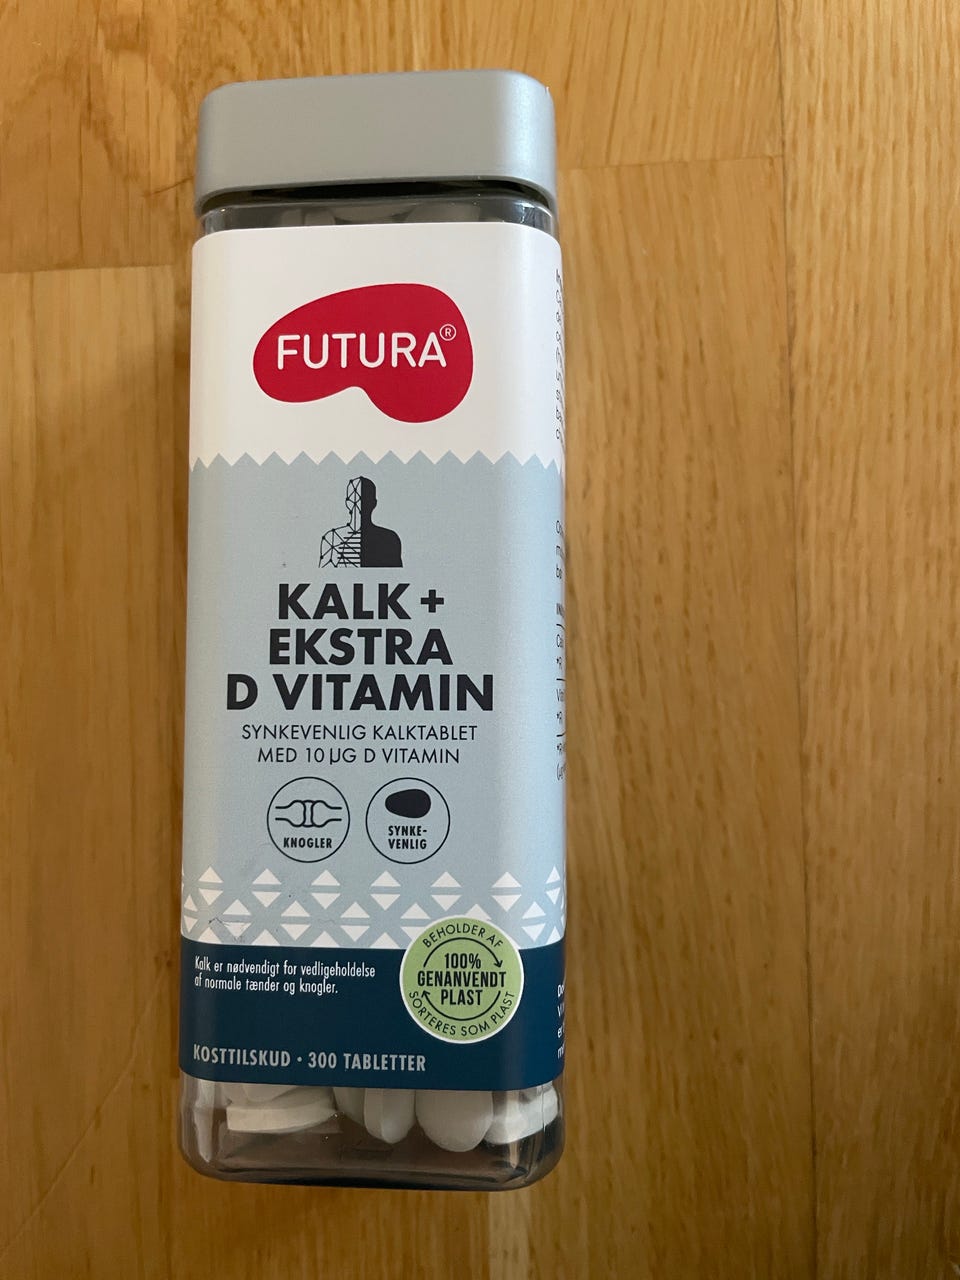 FUTURA®
KALK +
EKSTRA
D VITAMIN
SYNKEVENLIG KALKTABLET
MED 10 µG D VITAMIN
KNOGLER
SYNKE-
VENLIG
BEHOLDER AF
100%
GENANVENDT
PLAST
SORTERES SOM PLAST
Kalk er nødvendigt for vedligeholdelse
af normale tænder og knogler.
KOSTTILSKUD • 300 TABLETTER